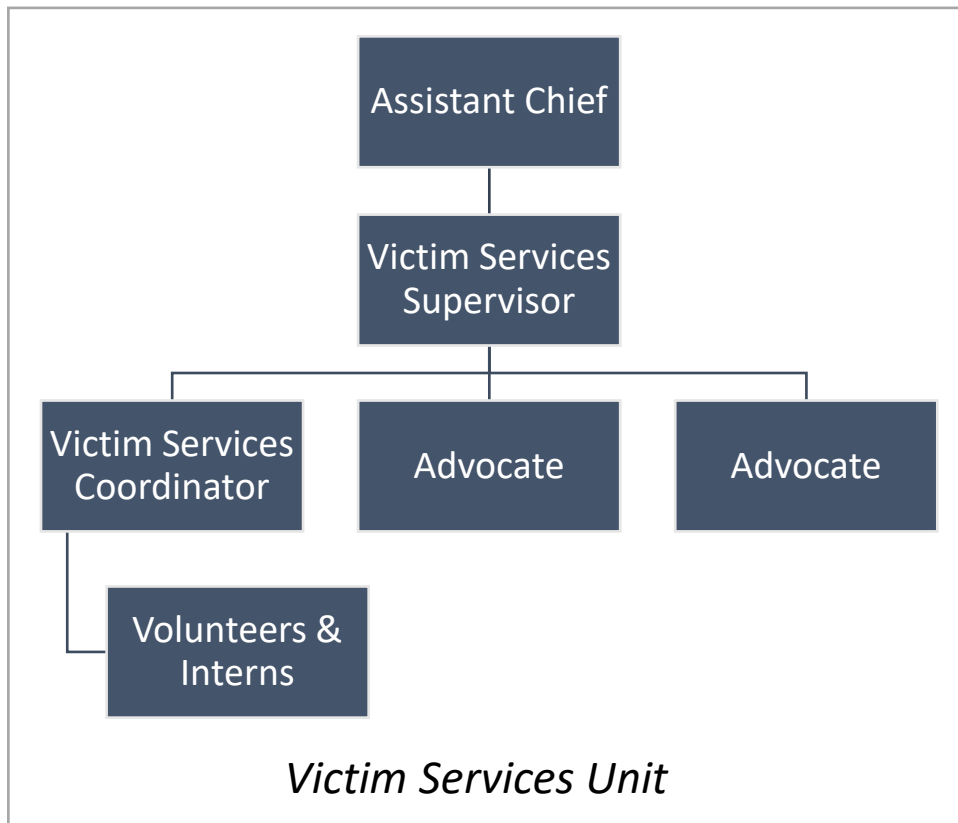 Assistant Chief
Victim Services
Supervisor
Victim Services
Coordinator
Advocate
Advocate
Volunteers &
Interns
Victim Services Unit